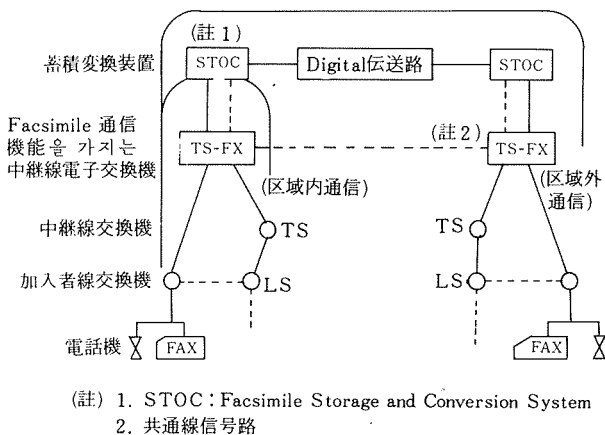 (註1)
蓄積変換装置
STOC
Digital伝送路
STOC
Facsimile 通信
機能을 가지는
中継線電子交換機
TS-FX
(註2)
TS-FX
(区域内通信)
(区域外
通信)
中継線交換機
TS
TS
加入者線交換機
LS
LS
電話機
FAX
FAX
(註) 1. STOC : Facsimile Storage and Conversion System
2. 共通線信号路